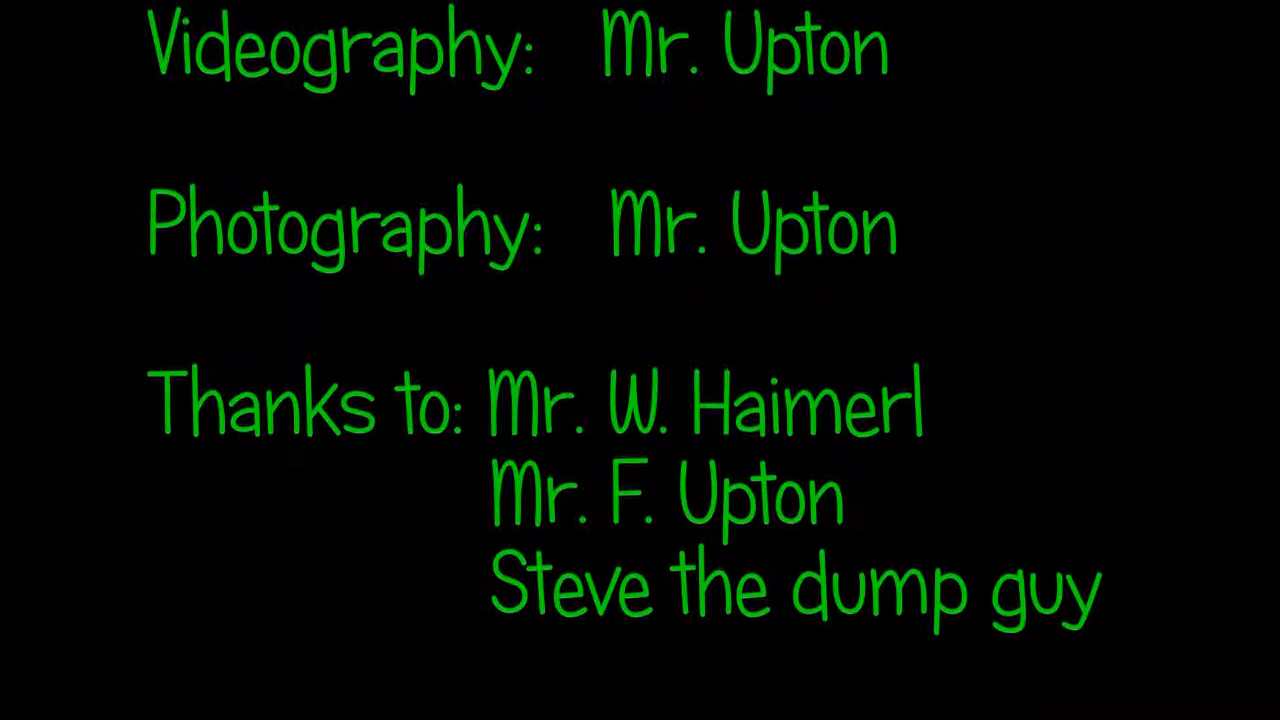 Videography: Mr. Upton
Photography: Mr. Upton
Thanks to: Mr. W. Haimerl
Mr. F. Upton
Steve the dump guy